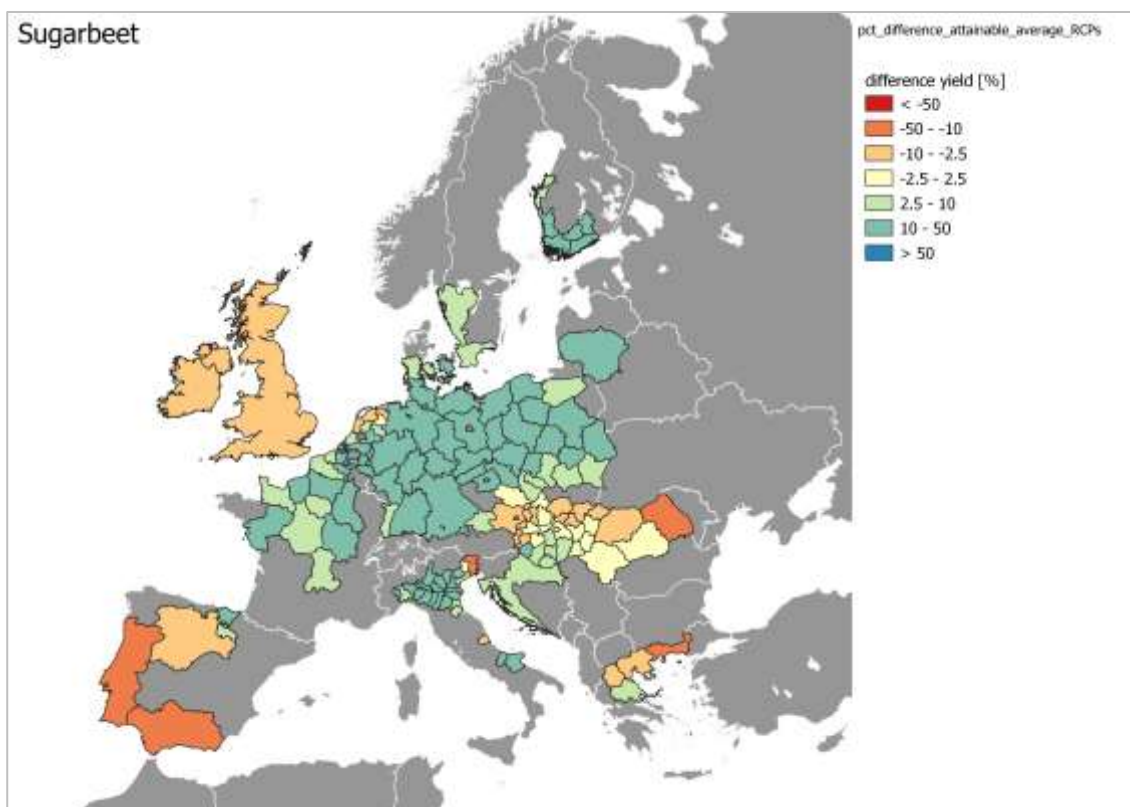 Sugarbeet
pct_difference_attainable_average_RCPs
difference yield [%]
< -50
-50 - -10
-10 - -2.5
-2.5 - 2.5
2.5 - 10
10 - 50
> 50